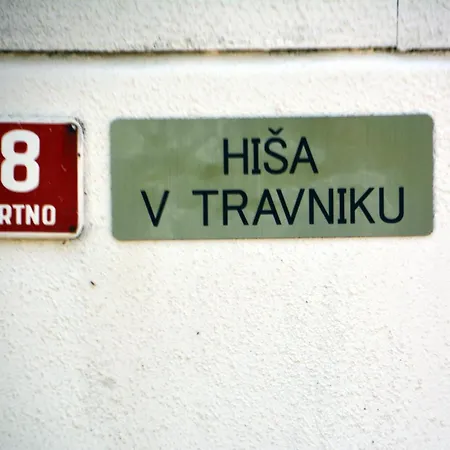 8
RTNO
HIŠA
V TRAVNIKU